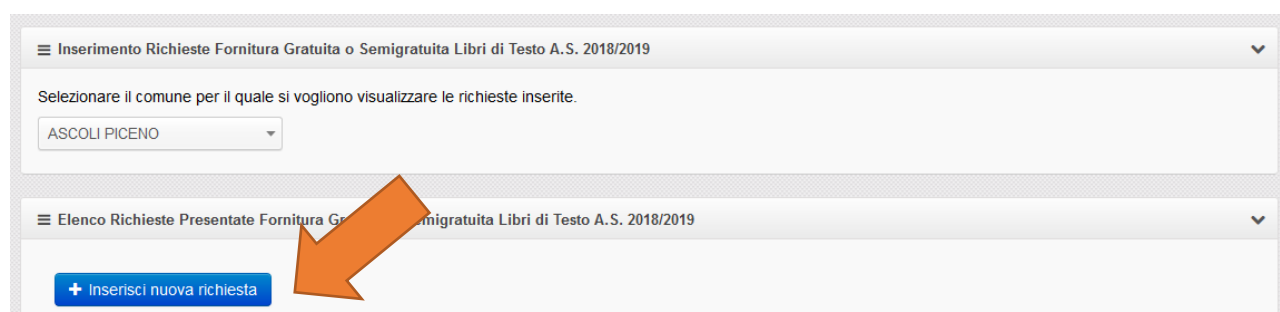 Inserimento Richieste Fornitura Gratuita o Semigratuita Libri di Testo A.S. 2018/2019
Selezionare il comune per il quale si vogliono visualizzare le richieste inserite.
ASCOLI PICENO
Elenco Richieste Presentate Fornitura migratuita Libri di Testo A.S. 2018/2019
+ Inserisci nuova richiesta